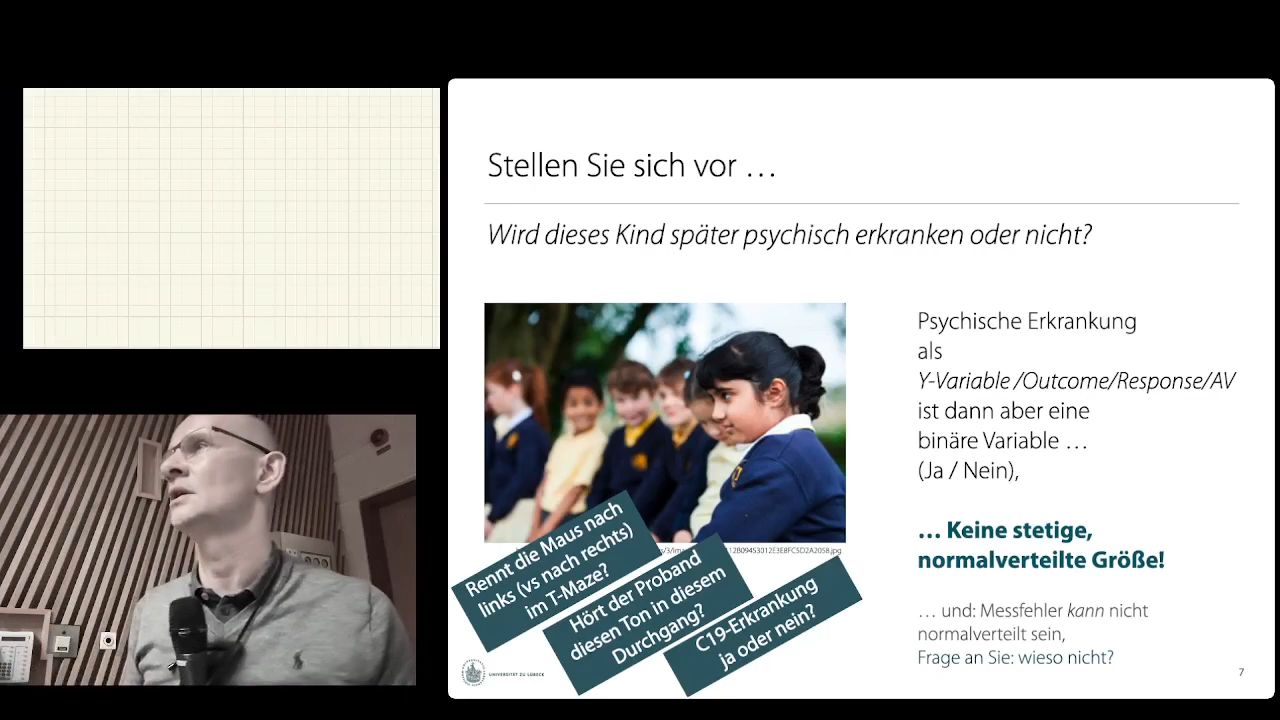 Stellen Sie sich vor …
Wird dieses Kind später psychisch erkranken oder nicht?
Psychische Erkrankung
als
Y-Variable /Outcome/Response/AV
ist dann aber eine
binäre Variable …
(Ja / Nein),
… Keine stetige,
normalverteilte Größe!
… und: Messfehler kann nicht
normalverteilt sein,
Frage an Sie: wieso nicht?
Rennt die Maus nach
links (vs nach rechts)
im T-Maze?
Hört der Proband
diesen Ton in diesem
Durchgang?
C19-Erkrankung
ja oder nein?
UNIVERSITÄT ZU LÜBECK
7